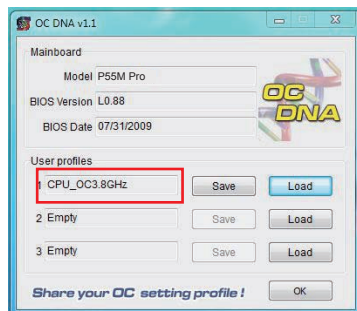 OC DNA v1.1
Mainboard
Model P55M Pro
BIOS Version L0.88
BIOS Date 07/31/2009
OC
DNA
User profiles
1 CPU_OC3.8GHz Save Load
2 Empty Save Load
3 Empty Save Load
Share your OC setting profile! OK